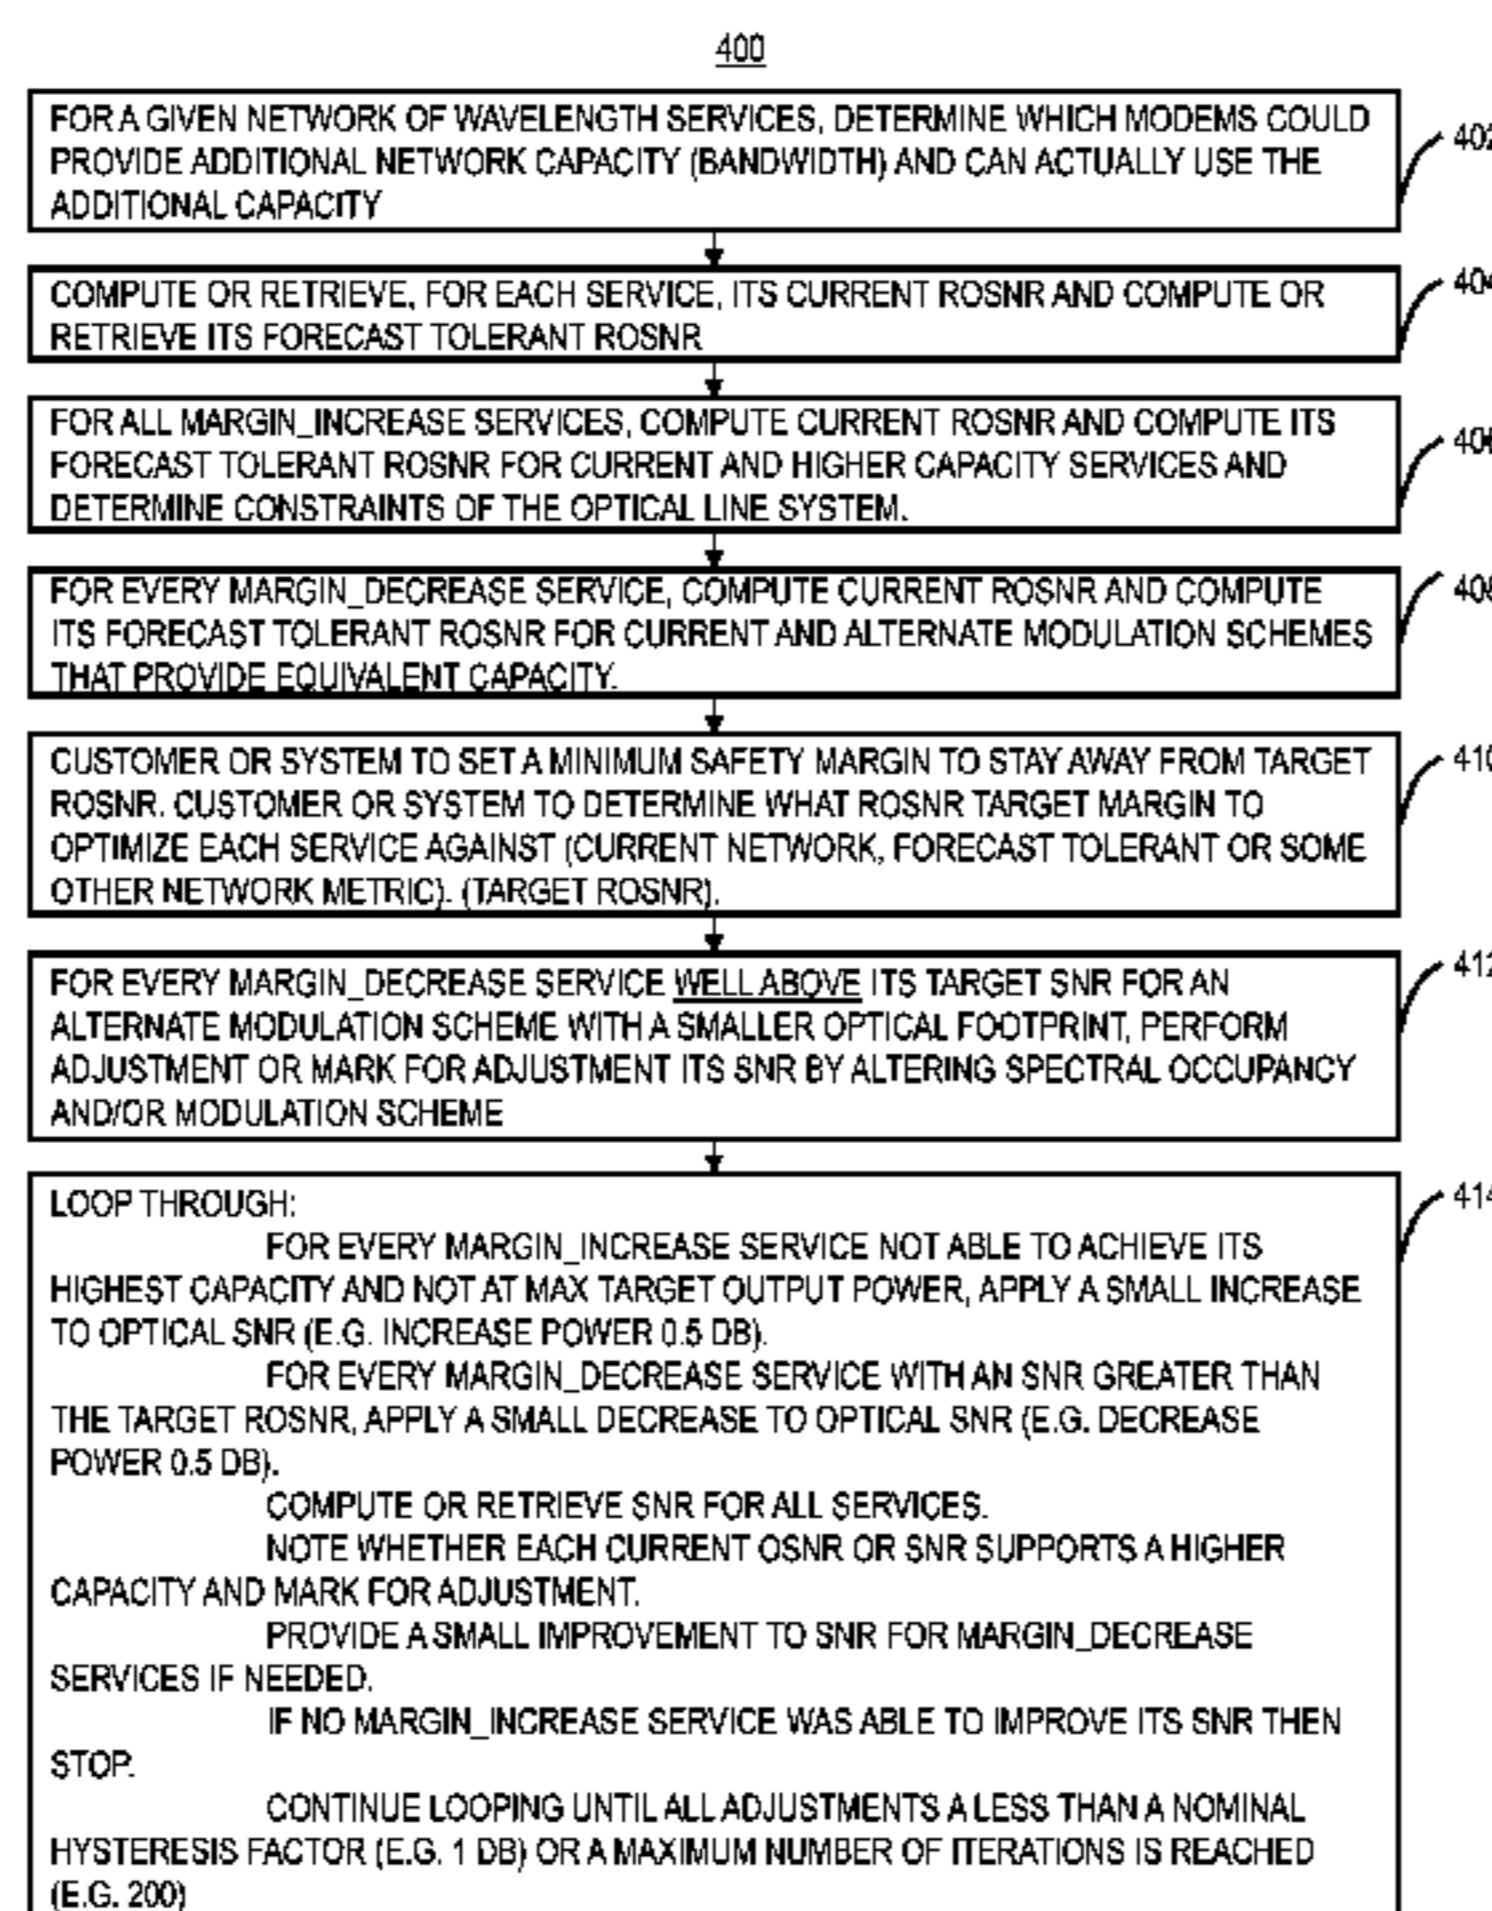 400
FOR A GIVEN NETWORK OF WAVELENGTH SERVICES, DETERMINE WHICH MODEMS COULD
PROVIDE ADDITIONAL NETWORK CAPACITY (BANDWIDTH) AND CAN ACTUALLY USE THE
ADDITIONAL CAPACITY
402
COMPUTE OR RETRIEVE, FOR EACH SERVICE, ITS CURRENT ROSNR AND COMPUTE OR
RETRIEVE ITS FORECAST TOLERANT ROSNR
404
FOR ALL MARGIN_INCREASE SERVICES, COMPUTE CURRENT ROSNR AND COMPUTE ITS
FORECAST TOLERANT ROSNR FOR CURRENT AND HIGHER CAPACITY SERVICES AND
DETERMINE CONSTRAINTS OF THE OPTICAL LINE SYSTEM.
406
FOR EVERY MARGIN_DECREASE SERVICE, COMPUTE CURRENT ROSNR AND COMPUTE
ITS FORECAST TOLERANT ROSNR FOR CURRENT AND ALTERNATE MODULATION SCHEMES
THAT PROVIDE EQUIVALENT CAPACITY.
408
CUSTOMER OR SYSTEM TO SET A MINIMUM SAFETY MARGIN TO STAY AWAY FROM TARGET
ROSNR. CUSTOMER OR SYSTEM TO DETERMINE WHAT ROSNR TARGET MARGIN TO
OPTIMIZE EACH SERVICE AGAINST (CURRENT NETWORK, FORECAST TOLERANT OR SOME
OTHER NETWORK METRIC). (TARGET ROSNR).
410
FOR EVERY MARGIN_DECREASE SERVICE WELL ABOVE ITS TARGET SNR FOR AN
ALTERNATE MODULATION SCHEME WITH A SMALLER OPTICAL FOOTPRINT, PERFORM
ADJUSTMENT OR MARK FOR ADJUSTMENT ITS SNR BY ALTERING SPECTRAL OCCUPANCY
AND/OR MODULATION SCHEME
412
LOOP THROUGH:
FOR EVERY MARGIN_INCREASE SERVICE NOT ABLE TO ACHIEVE ITS
HIGHEST CAPACITY AND NOT AT MAX TARGET OUTPUT POWER, APPLY A SMALL INCREASE
TO OPTICAL SNR (E.G. INCREASE POWER 0.5 DB).
FOR EVERY MARGIN_DECREASE SERVICE WITH AN SNR GREATER THAN
THE TARGET ROSNR, APPLY A SMALL DECREASE TO OPTICAL SNR (E.G. DECREASE
POWER 0.5 DB).
COMPUTE OR RETRIEVE SNR FOR ALL SERVICES.
NOTE WHETHER EACH CURRENT OSNR OR SNR SUPPORTS A HIGHER
CAPACITY AND MARK FOR ADJUSTMENT.
PROVIDE A SMALL IMPROVEMENT TO SNR FOR MARGIN_DECREASE
SERVICES IF NEEDED.
IF NO MARGIN_INCREASE SERVICE WAS ABLE TO IMPROVE ITS SNR THEN
STOP.
CONTINUE LOOPING UNTIL ALL ADJUSTMENTS A LESS THAN A NOMINAL
HYSTERESIS FACTOR (E.G. 1 DB) OR A MAXIMUM NUMBER OF ITERATIONS IS REACHED
(E.G. 200)
414